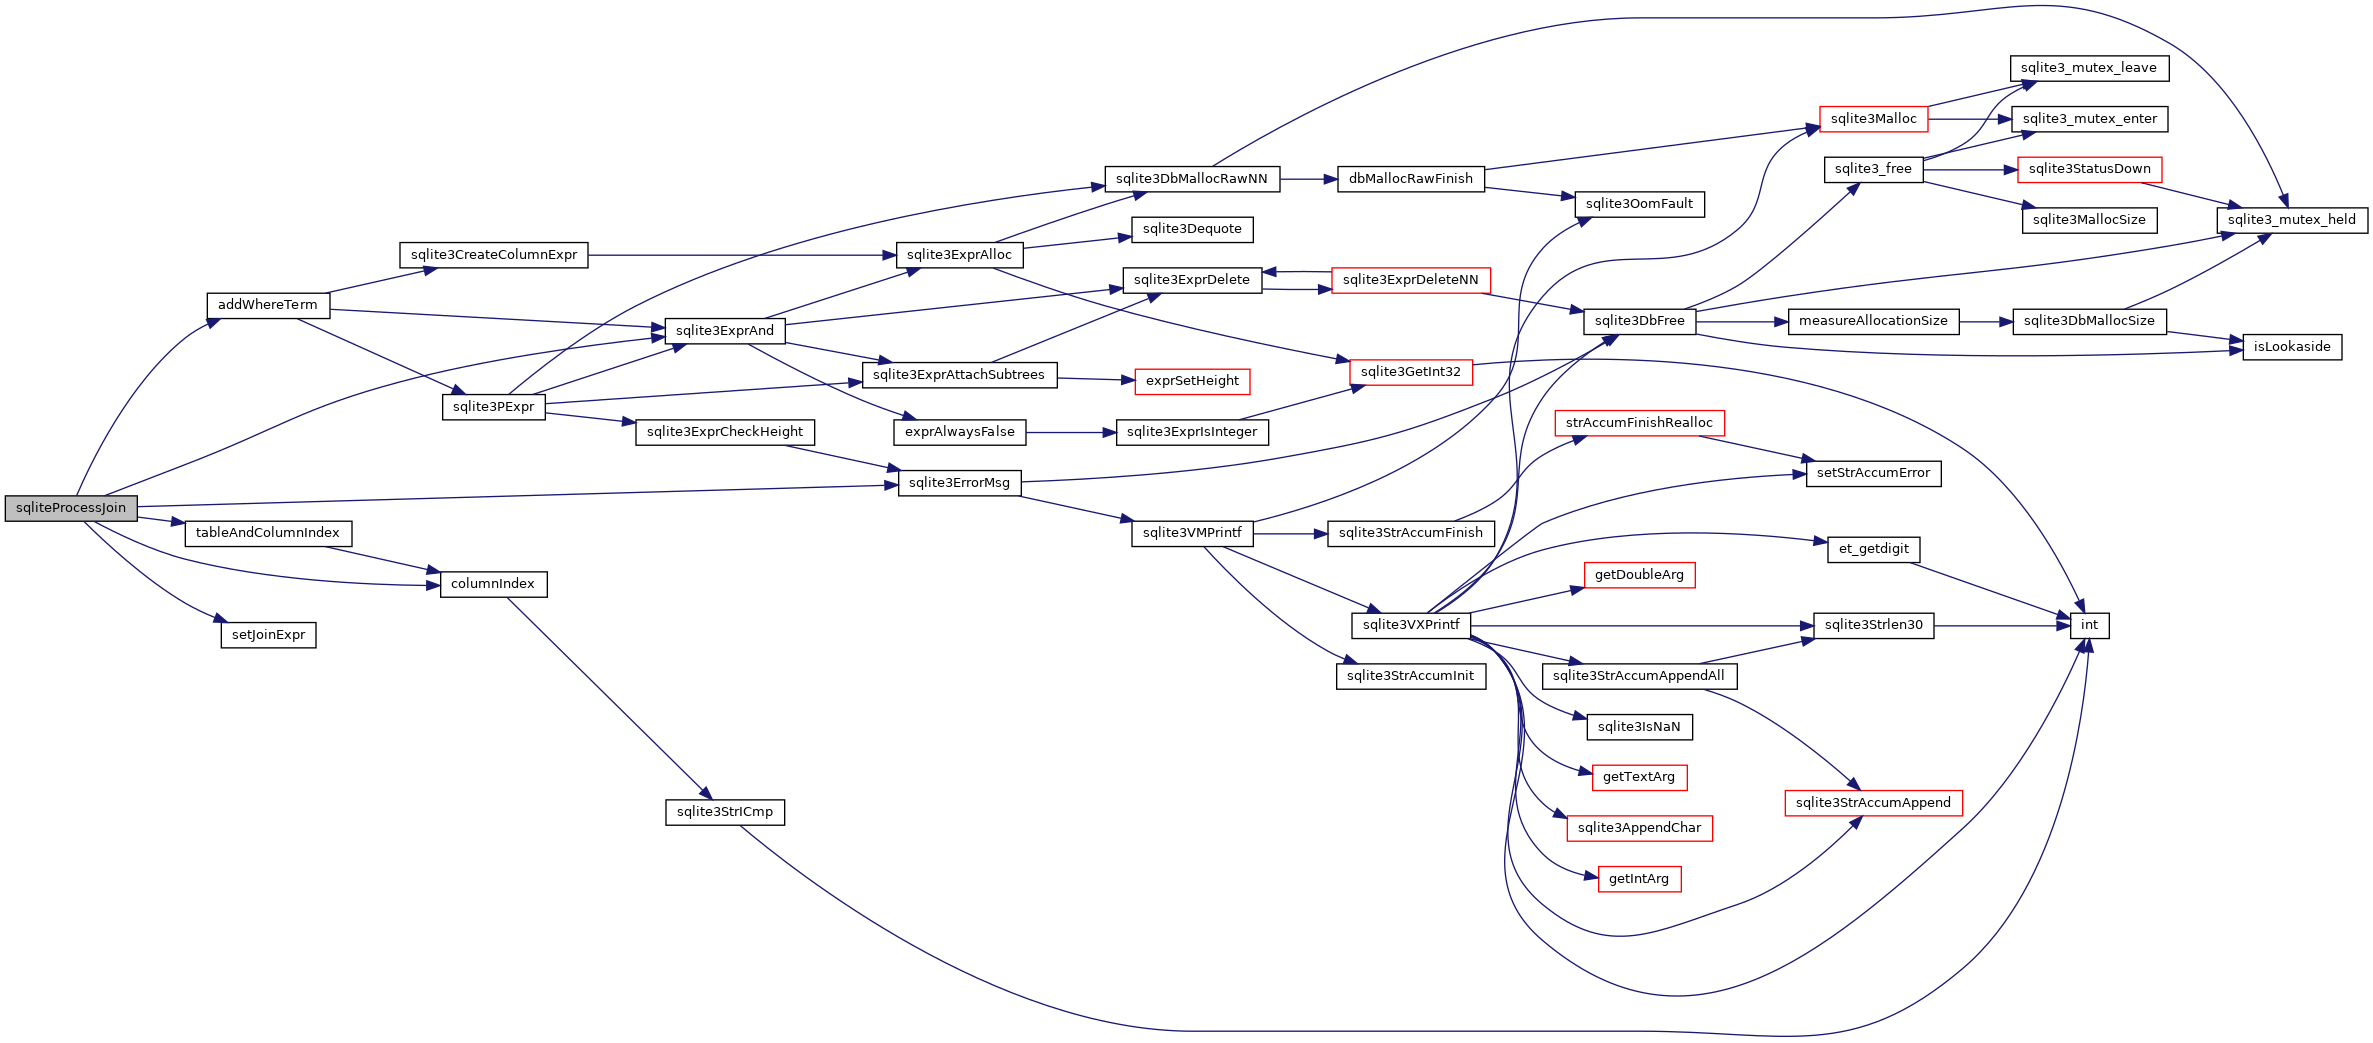 sqliteProcessJoin
addWhereTerm
tableAndColumnIndex
setJoinExpr
sqlite3CreateColumnExpr
sqlite3PExpr
columnIndex
sqlite3ExprAnd
sqlite3ExprCheckHeight
sqlite3StrICmp
sqlite3ExprAlloc
sqlite3ExprAttachSubtrees
exprAlwaysFalse
sqlite3ErrorMsg
sqlite3DbMallocRawNN
sqlite3Dequote
sqlite3ExprDelete
exprSetHeight
sqlite3ExprIsInteger
sqlite3VMPrintf
dbMallocRawFinish
sqlite3ExprDeleteNN
sqlite3GetInt32
sqlite3StrAccumFinish
sqlite3VXPrintf
sqlite3StrAccumInit
sqlite3OomFault
sqlite3DbFree
strAccumFinishRealloc
getDoubleArg
sqlite3StrAccumAppendAll
sqlite3IsNaN
getTextArg
sqlite3AppendChar
getIntArg
sqlite3Malloc
sqlite3_free
measureAllocationSize
setStrAccumError
et_getdigit
sqlite3Strlen30
sqlite3StrAccumAppend
sqlite3_mutex_leave
sqlite3_mutex_enter
sqlite3StatusDown
sqlite3MallocSize
sqlite3DbMallocSize
int
sqlite3_mutex_held
isLookaside